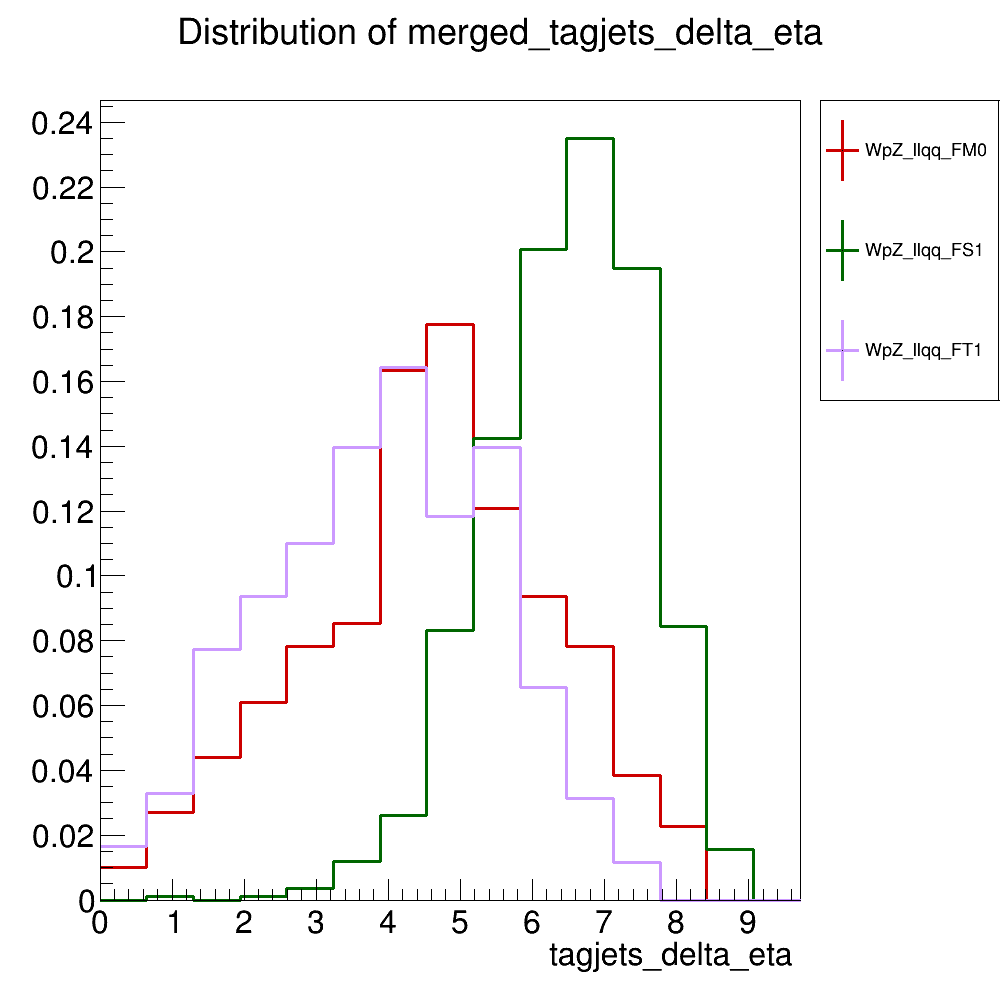 Distribution of merged_tagjets_delta_eta
0.24
0.22
0.2
0.18
0.16
0.14
0.12
0.1
0.08
0.06
0.04
0.02
0
0 1 2 3 4 5 6 7 8 9
tagjets_delta_eta
WpZ_llqq_FM0
WpZ_llqq_FS1
WpZ_llqq_FT1